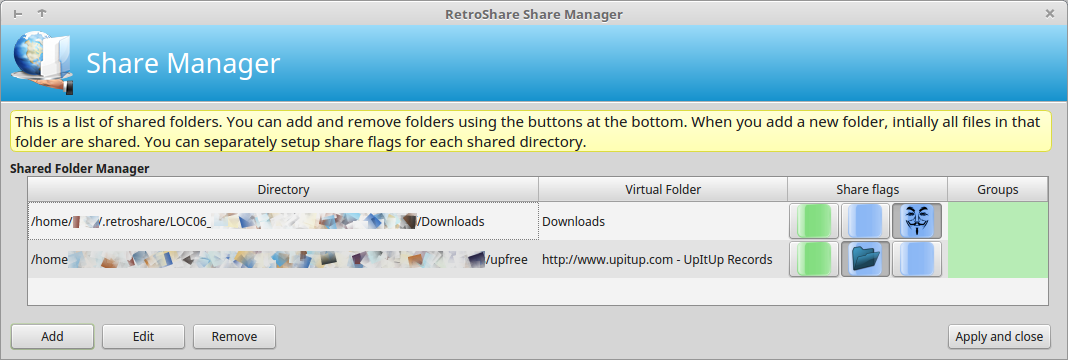 RetroShare Share Manager
Share Manager
This is a list of shared folders. You can add and remove folders using the buttons at the bottom. When you add a new folder, intially all files in that
folder are shared. You can separately setup share flags for each shared directory.
Shared Folder Manager
Directory Virtual Folder Share flags Groups
/home/ /.retroshare/LOC06_ /Downloads Downloads
/home /upfree http://www.upitup.com - UpItUp Records
Add Edit Remove Apply and close